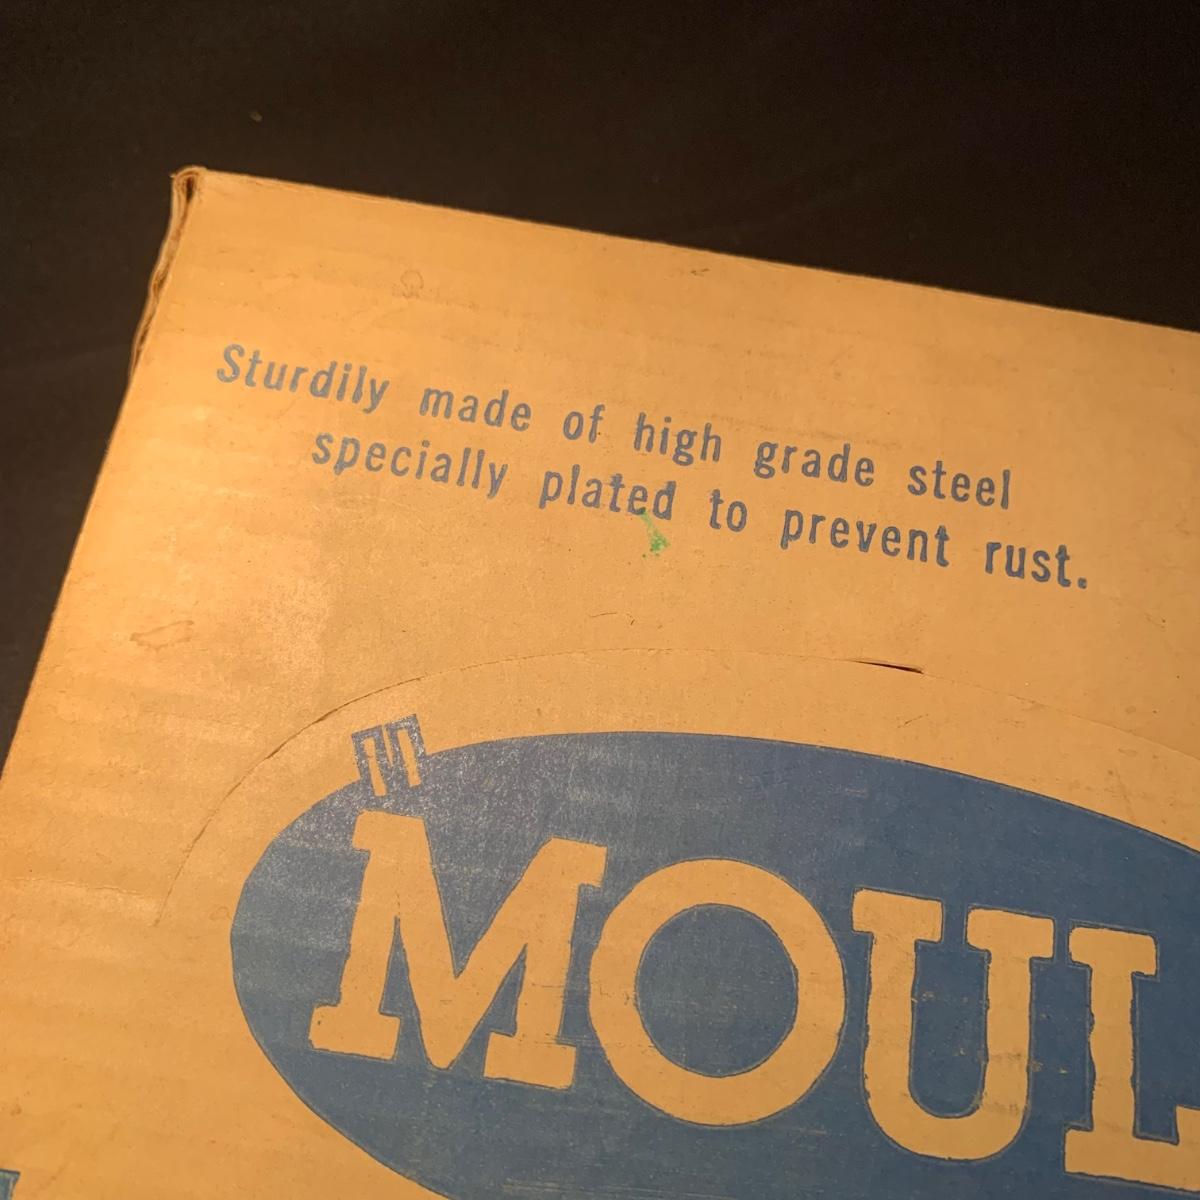 Sturdily made of high grade steel
specially plated to prevent rust.
"MOUL